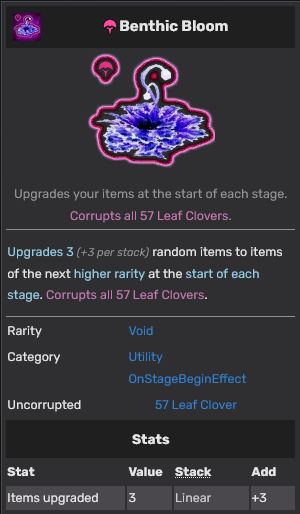 Benthic Bloom
Upgrades your items at the start of each stage.
Corrupts all 57 Leaf Clovers.
Upgrades 3 (+3 per stack) random items to items
of the next higher rarity at the start of each
stage. Corrupts all 57 Leaf Clovers.
Rarity Void
Category Utility
OnStageBeginEffect
Uncorrupted 57 Leaf Clover
Stats
Stat Value Stack Add
Items upgraded 3 Linear +3